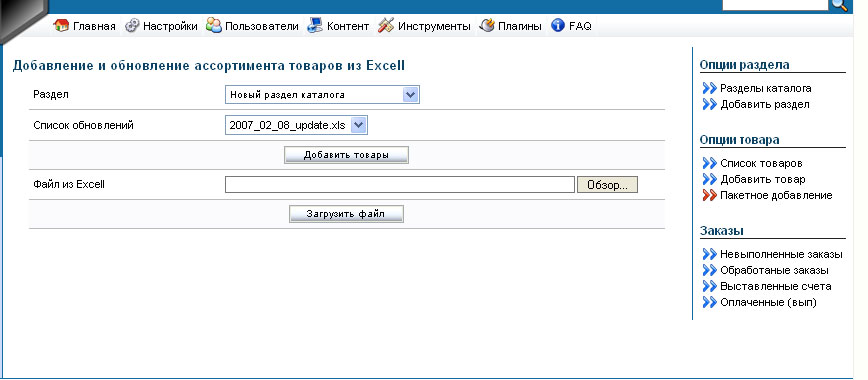 Главная Настройки Пользователи Контент Инструменты Плагины FAQ
Добавление и обновление ассортимента товаров из Excell
Раздел Новый раздел каталога
Список обновлений 2007_02_08_update.xls
Добавить товары
Файл из Excell Обзор...
Загрузить файл
Опции раздела
Разделы каталога
Добавить раздел
Опции товара
Список товаров
Добавить товар
Пакетное добавление
Заказы
Невыполненные заказы
Обработаные заказы
Выставленные счета
Оплаченные (вып)